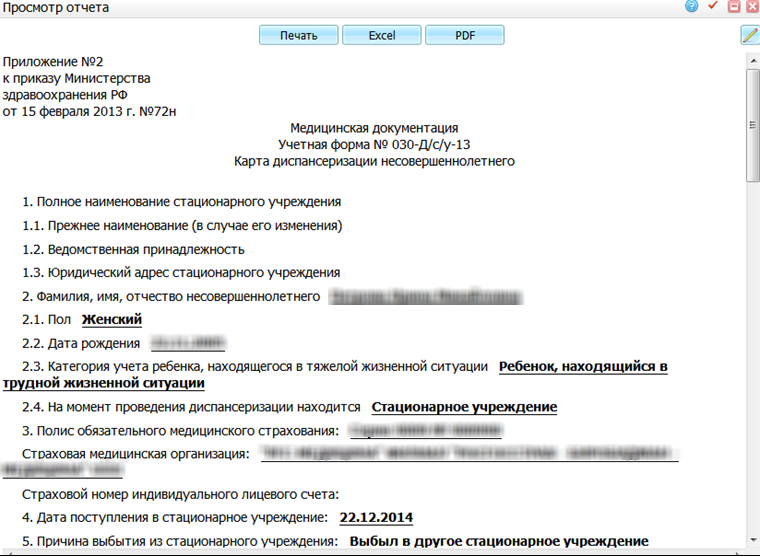 Просмотр отчета
Печать Excel PDF
Приложение №2
к приказу Министерства
здравоохранения РФ
от 15 февраля 2013 г. №72н
Медицинская документация
Учетная форма № 030-Д/с/у-13
Карта диспансеризации несовершеннолетнего
1. Полное наименование стационарного учреждения
1.1. Прежнее наименование (в случае его изменения)
1.2. Ведомственная принадлежность
1.3. Юридический адрес стационарного учреждения
2. Фамилия, имя, отчество несовершеннолетнего
2.1. Пол Женский
2.2. Дата рождения
2.3. Категория учета ребенка, находящегося в тяжелой жизненной ситуации Ребенок, находящийся в
трудной жизненной ситуации
2.4. На момент проведения диспансеризации находится Стационарное учреждение
3. Полис обязательного медицинского страхования:
Страховая медицинская организация:
Страховой номер индивидуального лицевого счета:
4. Дата поступления в стационарное учреждение: 22.12.2014
5. Причина выбытия из стационарного учреждения: Выбыл в другое стационарное учреждение